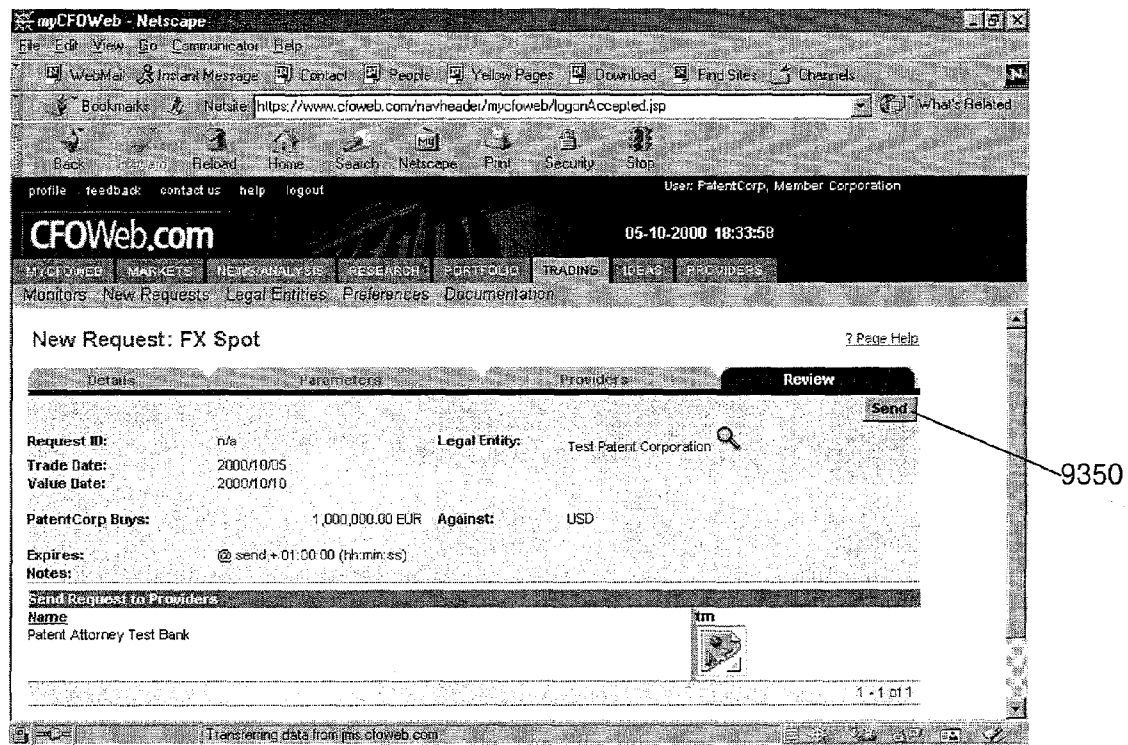 myCFOWeb - Netscape
File Edit View Go Communicator Help
WebMail Instant Message Contact People Yellow Pages Download Find Sites Channels
Bookmarks Netsite: https://www.cfoweb.com/navheader/mycfoweb/logonAccepted.jsp What's Related
Back Forward Reload Home Search Netscape Print Security Stop
profile feedback contact us help logout User: PatentCorp, Member Corporation
CFOWeb.com 05-10-2000 18:33:58
MYCFOWEB MARKETS NEWS/ANALYSIS RESEARCH PORTFOLIO TRADING IDEAS PROVIDERS
Monitors New Requests Legal Entities Preferences Documentation
New Request: FX Spot ? Page Help
Details Parameters Providers Review
Send
9350
Request ID: n/a Legal Entity: Test Patent Corporation
Trade Date: 2000/10/05
Value Date: 2000/10/10
PatentCorp Buys: 1,000,000.00 EUR Against: USD
Expires: @ send + 01:00:00 (hh:mm:ss)
Notes:
Send Request to Providers
Name tm
Patent Attorney Test Bank
1 - 1 of 1
Transferring data from jms.cfoweb.com